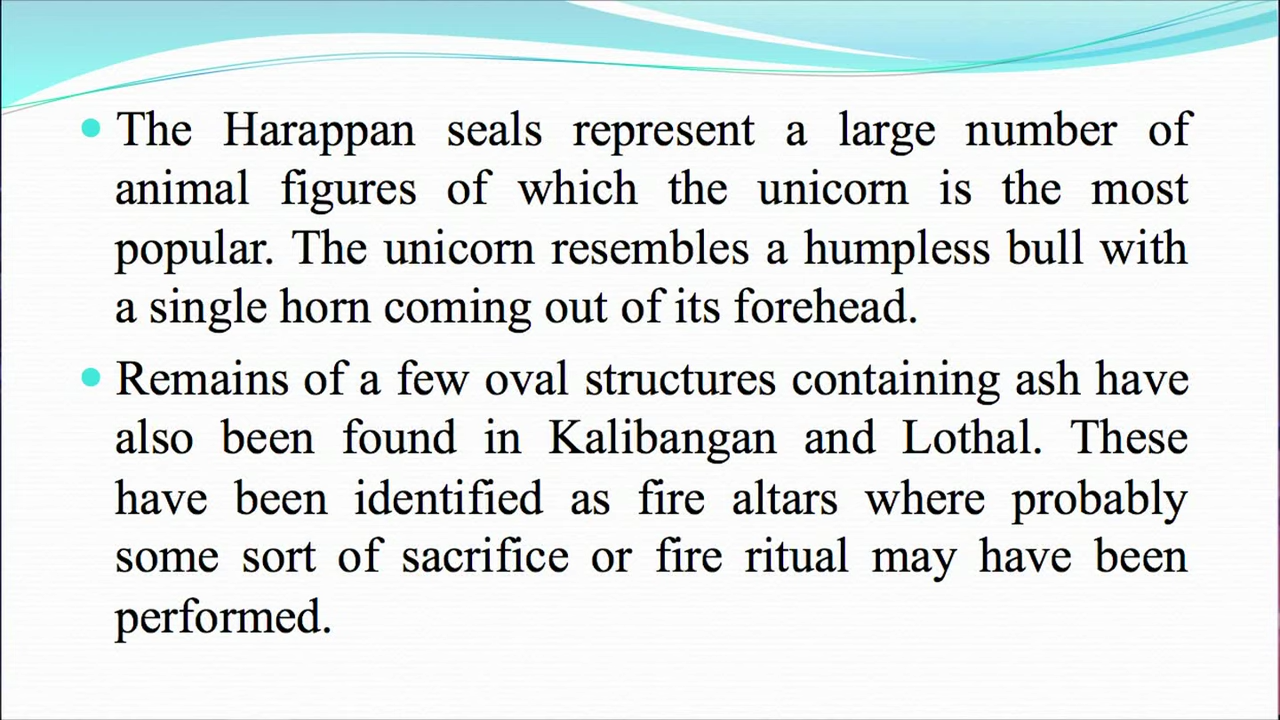 The Harappan seals represent a large number of
animal figures of which the unicorn is the most
popular. The unicorn resembles a humpless bull with
a single horn coming out of its forehead.
Remains of a few oval structures containing ash have
also been found in Kalibangan and Lothal. These
have been identified as fire altars where probably
some sort of sacrifice or fire ritual may have been
performed.